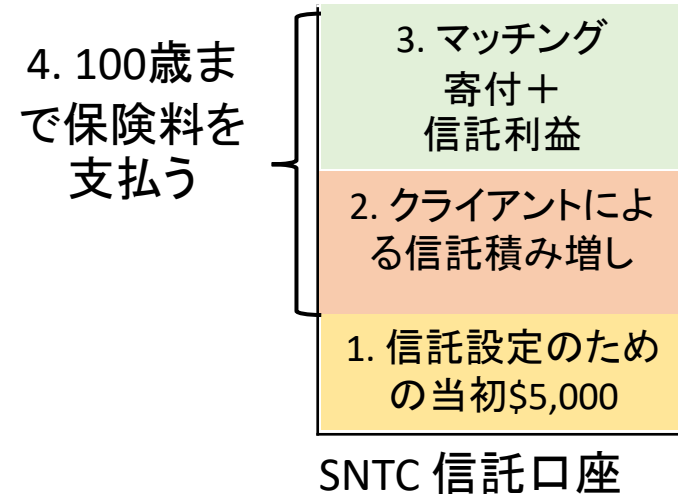 4. 100歳ま
で保険料を
支払う
3. マッチング
寄付＋
信託利益
2. クライアントによ
る信託積み増し
1. 信託設定のため
の当初$5,000
SNTC 信託口座